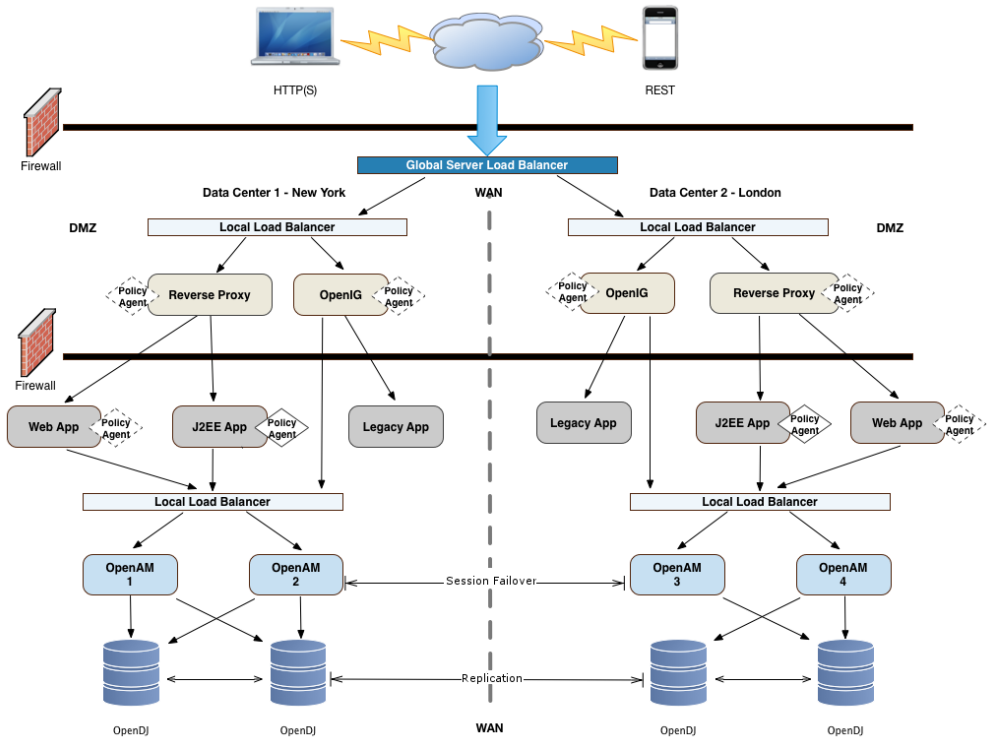 HTTP(S)
REST
Firewall
Global Server Load Balancer
Data Center 1 - New York
WAN
Data Center 2 - London
DMZ
Local Load Balancer
Local Load Balancer
DMZ
Policy
Agent
Reverse Proxy
OpenIG
Policy
Agent
Policy
Agent
OpenIG
Reverse Proxy
Policy
Agent
Firewall
Web App
Policy
Agent
J2EE App
Policy
Agent
Legacy App
Legacy App
J2EE App
Policy
Agent
Web App
Policy
Agent
Local Load Balancer
Local Load Balancer
OpenAM
1
OpenAM
2
Session Failover
OpenAM
3
OpenAM
4
Replication
OpenDJ
OpenDJ
WAN
OpenDJ
OpenDJ